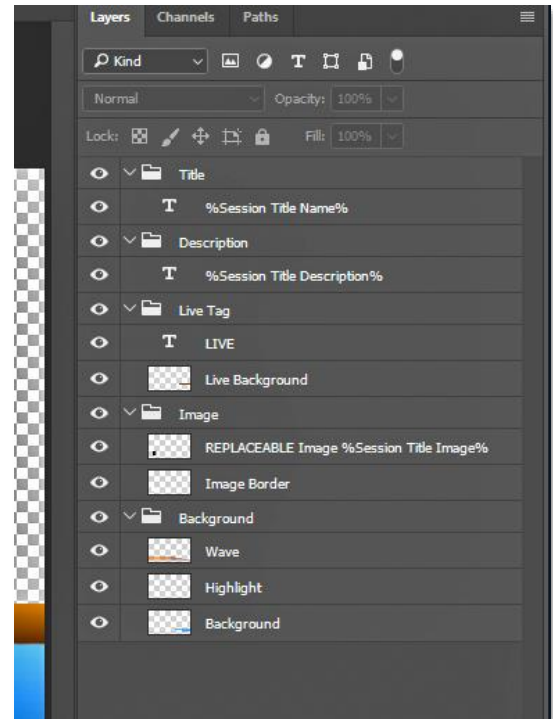 Layers Channels Paths
Kind T
Normal Opacity: 100%
Lock: Fill: 100%
Title
T %Session Title Name%
Description
T %Session Title Description%
Live Tag
T LIVE
Live Background
Image
REPLACEABLE Image %Session Title Image%
Image Border
Background
Wave
Highlight
Background